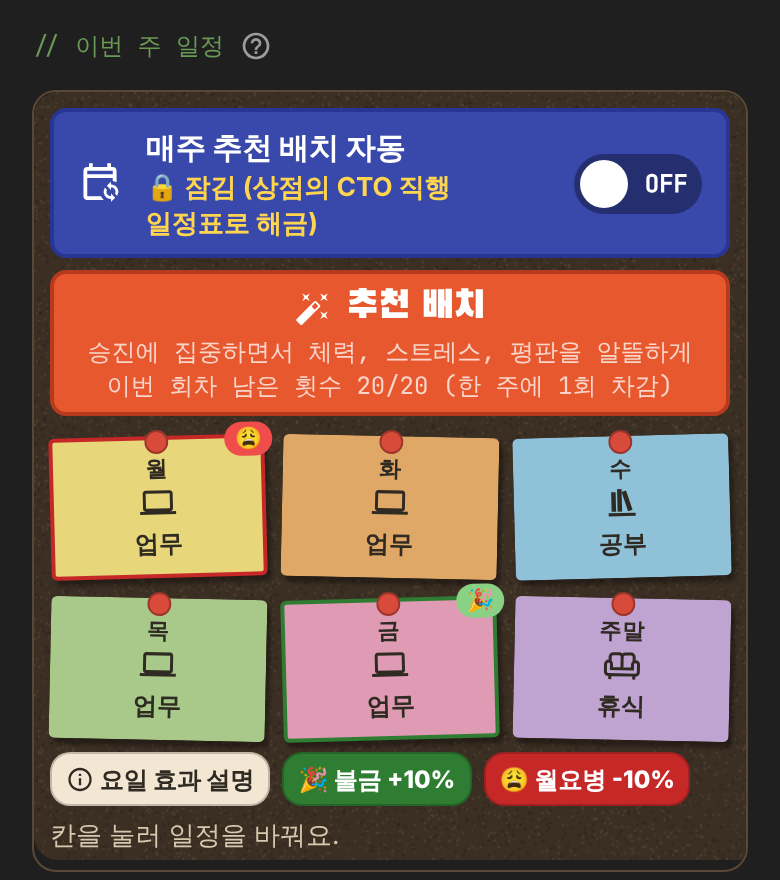 // 이번 주 일정
매주 추천 배치 자동
🔒 잠김 (상점의 CTO 직행
일정표로 해금)
OFF
추천 배치
승진에 집중하면서 체력, 스트레스, 평판을 알뜰하게
이번 회차 남은 횟수 20/20 (한 주에 1회 차감)
월
업무
화
업무
수
공부
목
업무
금
업무
주말
휴식
요일 효과 설명
🎉 불금 +10%
😩 월요병 -10%
칸을 눌러 일정을 바꿔요.